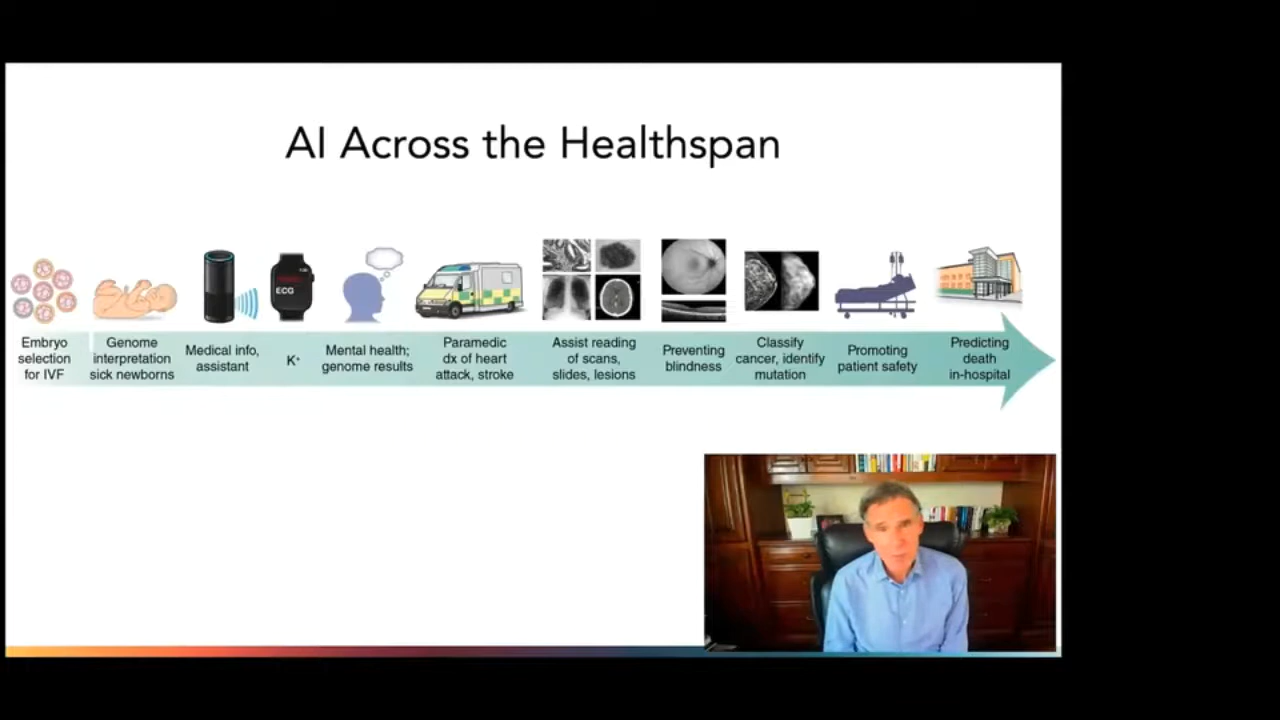 AI Across the Healthspan
ECG
Embryo
selection
for IVF
Genome
interpretation
sick newborns
Medical info,
assistant
K⁺
Mental health;
genome results
Paramedic
dx of heart
attack, stroke
Assist reading
of scans,
slides, lesions
Preventing
blindness
Classify
cancer, identify
mutation
Promoting
patient safety
Predicting
death
in-hospital